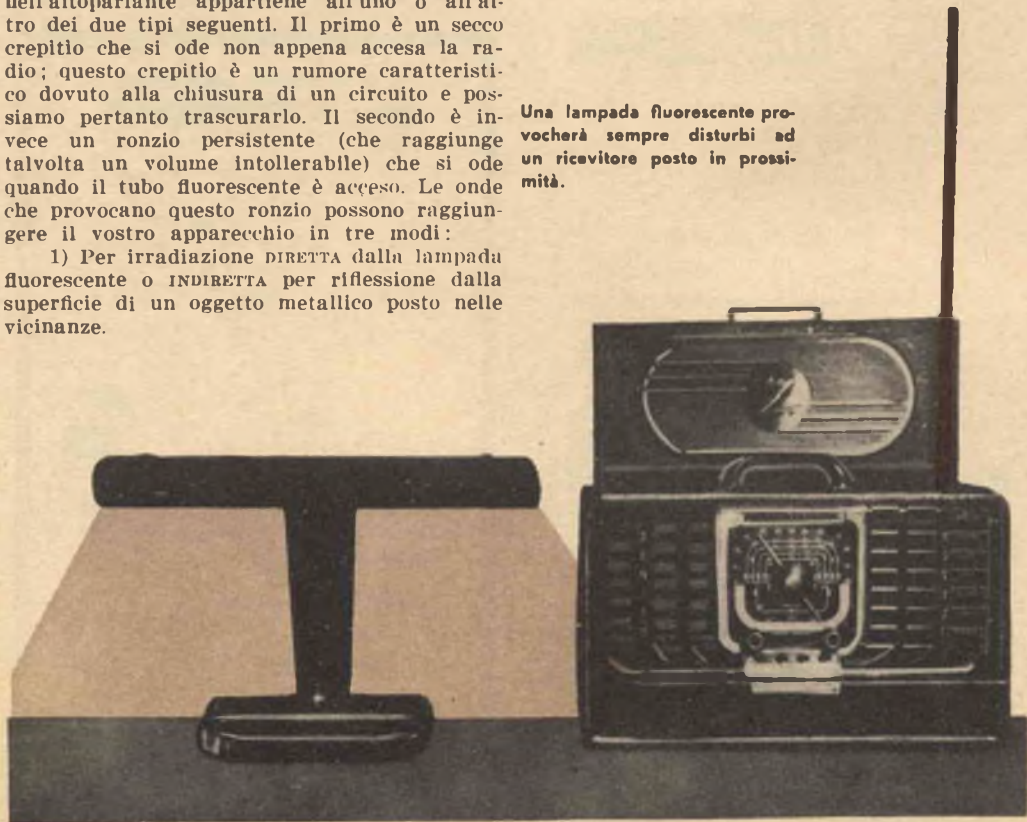 nell'altoparlante appartiene all'uno o all'al-
tro dei due tipi seguenti. Il primo è un secco
crepitìo che si ode non appena accesa la ra-
dio; questo crepitìo è un rumore caratteristi-
co dovuto alla chiusura di un circuito e pos-
siamo pertanto trascurarlo. Il secondo è in-
vece un ronzio persistente (che raggiunge
talvolta un volume intollerabile) che si ode
quando il tubo fluorescente è acceso. Le onde
che provocano questo ronzio possono raggiun-
gere il vostro apparecchio in tre modi:
1) Per irradiazione DIRETTA dalla lampada
fluorescente o INDIRETTA per riflessione dalla
superficie di un oggetto metallico posto nelle
vicinanze.
Una lampada fluorescente pro-
vocherà sempre disturbi ad
un ricevitore posto in prossi-
mità.